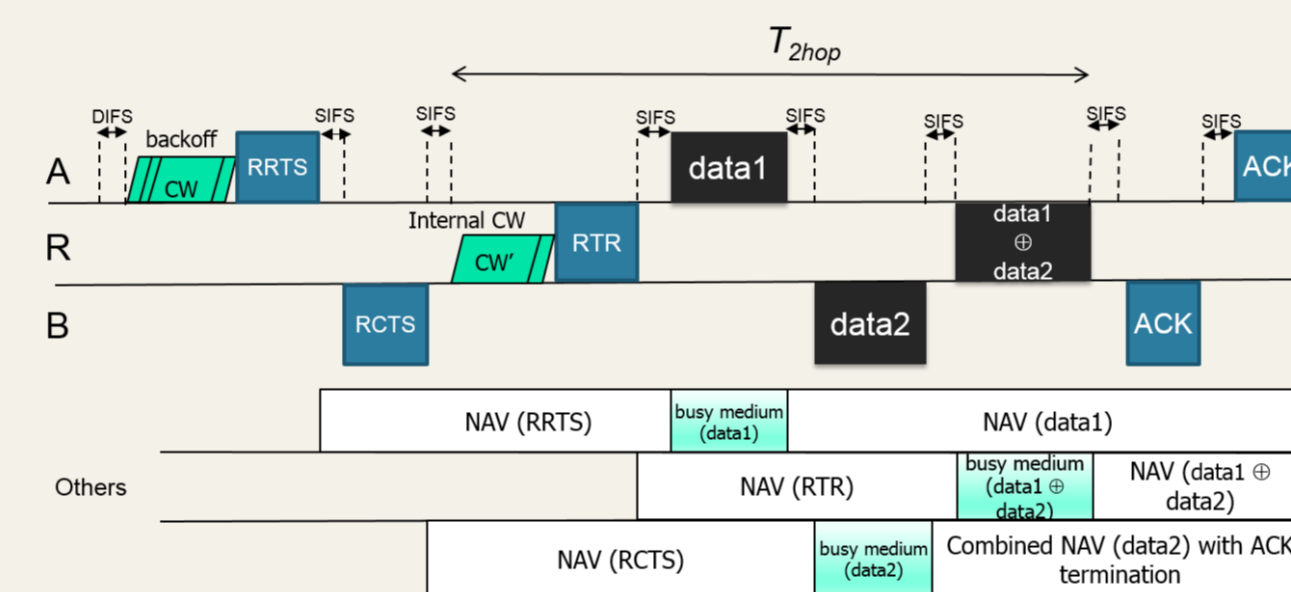 T2hop
DIFS
SIFS
SIFS
SIFS
SIFS
SIFS
SIFS
SIFS
backoff
A
CW
RRTS
data1
ACK
Internal CW
R
CW′
RTR
data1
⊕
data2
B
RCTS
data2
ACK
NAV (RRTS)
busy medium
(data1)
NAV (data1)
Others
NAV (RTR)
busy medium
(data1 ⊕
data2)
NAV (data1 ⊕
data2)
NAV (RCTS)
busy medium
(data2)
Combined NAV (data2) with ACK
termination